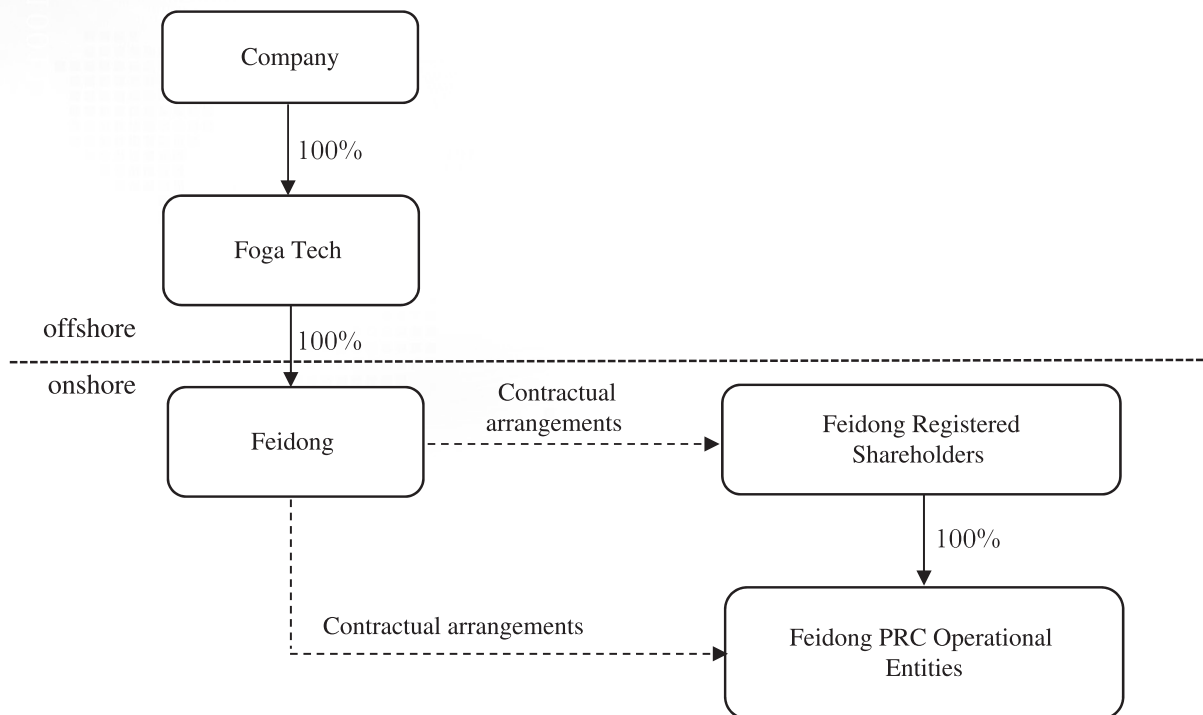 Company
100%
Foga Tech
offshore
100%
onshore
Feidong
Contractual
arrangements
Feidong Registered
Shareholders
100%
Contractual arrangements
Feidong PRC Operational
Entities